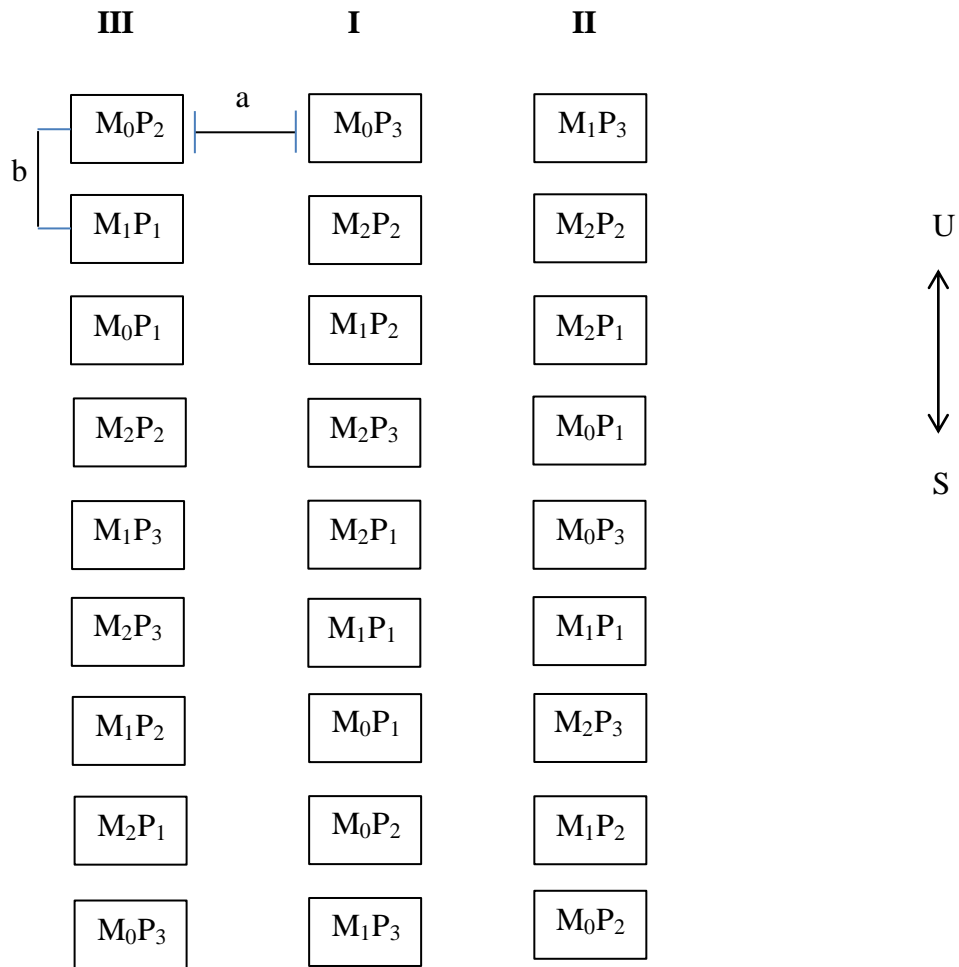 III I II
a
M₀P₂ M₀P₃ M₁P₃
b
M₁P₁ M₂P₂ M₂P₂
U
M₀P₁ M₁P₂ M₂P₁
M₂P₂ M₂P₃ M₀P₁
S
M₁P₃ M₂P₁ M₀P₃
M₂P₃ M₁P₁ M₁P₁
M₁P₂ M₀P₁ M₂P₃
M₂P₁ M₀P₂ M₁P₂
M₀P₃ M₁P₃ M₀P₂